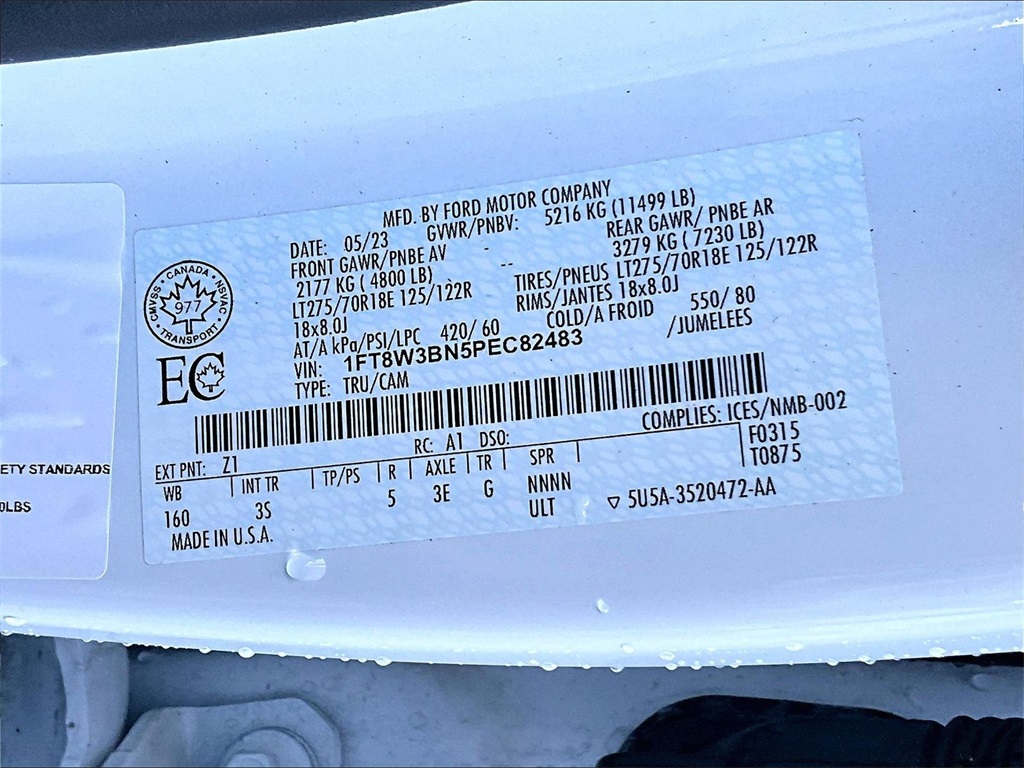 MFD. BY FORD MOTOR COMPANY
DATE: 05/23 GVWR/PNBV: 5216 KG (11499 LB)
FRONT GAWR/PNBE AV - REAR GAWR/ PNBE AR
2177 KG ( 4800 LB) -- 3279 KG ( 7230 LB)
LT275/70R18E 125/122R TIRES/PNEUS LT275/70R18E 125/122R
18x8.0J RIMS/JANTES 18x8.0J
AT/A kPa/PSI/LPC 420/ 60 COLD/A FROID 550/ 80
VIN: 1FT8W3BN5PEC82483 /JUMELEES
TYPE: TRU/CAM
CANADA
CMVSS NSVAC
977
TRANSPORT
EC
COMPLIES: ICES/NMB-002
EXT PNT: Z1 RC: A1 DSO: F0315
WB INT TR TP/PS R AXLE TR SPR T0875
160 3S 5 3E G NNNN
MADE IN U.S.A. ULT 5U5A-3520472-AA
ETY STANDARDS
0LBS